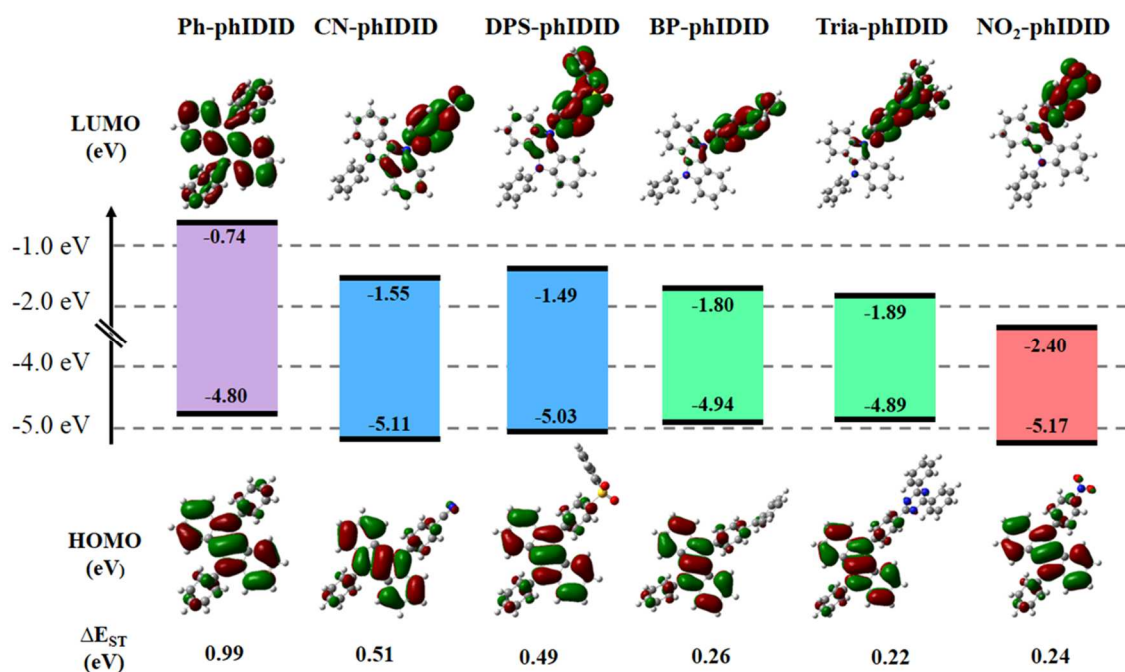 Ph-phIDID CN-phIDID DPS-phIDID BP-phIDID Tria-phIDID NO₂-phIDID
LUMO
(eV)
-0.74
-1.0 eV
-1.55 -1.49 -1.80 -1.89
-2.0 eV
-2.40
-4.0 eV
-4.80 -5.11 -5.03 -4.94 -4.89 -5.17
-5.0 eV
HOMO
(eV)
ΔE_ST
(eV)
0.99 0.51 0.49 0.26 0.22 0.24